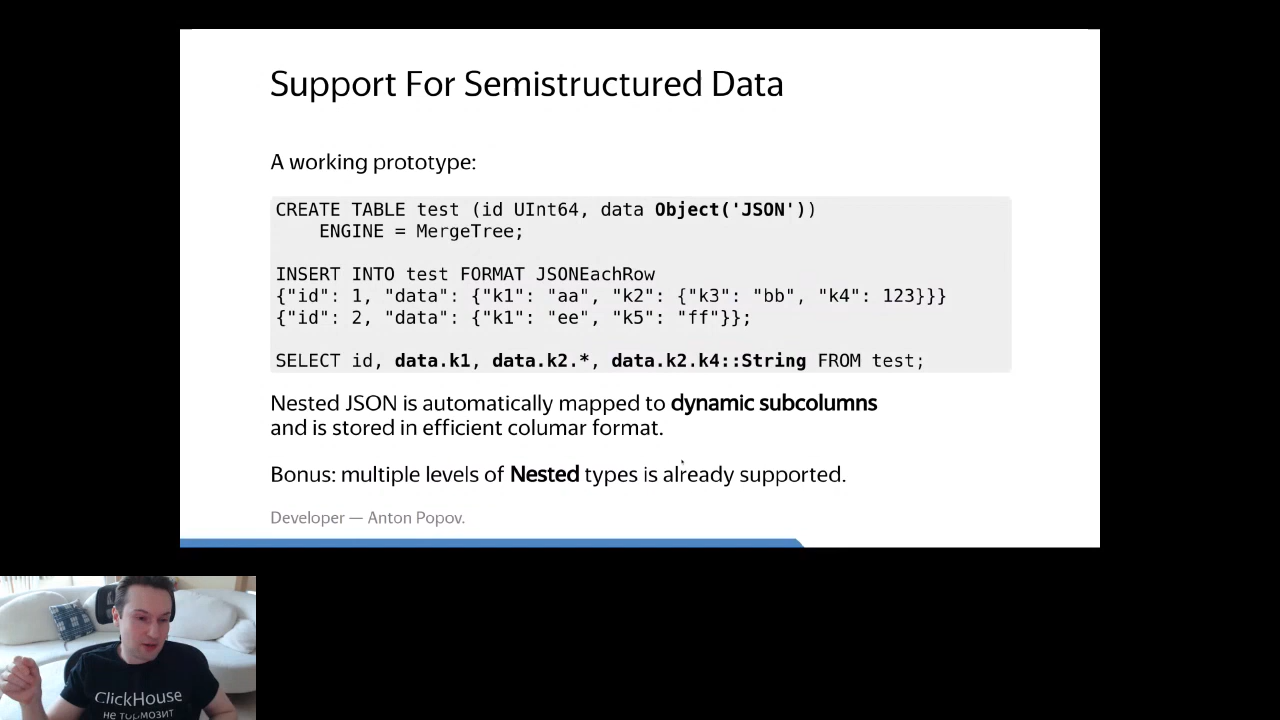 Support For Semistructured Data
A working prototype:
CREATE TABLE test (id UInt64, data Object('JSON'))
ENGINE = MergeTree;
INSERT INTO test FORMAT JSONEachRow
{"id": 1, "data": {"k1": "aa", "k2": {"k3": "bb", "k4": 123}}}
{"id": 2, "data": {"k1": "ee", "k5": "ff"}};
SELECT id, data.k1, data.k2.*, data.k2.k4::String FROM test;
Nested JSON is automatically mapped to dynamic subcolumns
and is stored in efficient columar format.
Bonus: multiple levels of Nested types is already supported.
Developer — Anton Popov.
ClickHouse
не тормозит